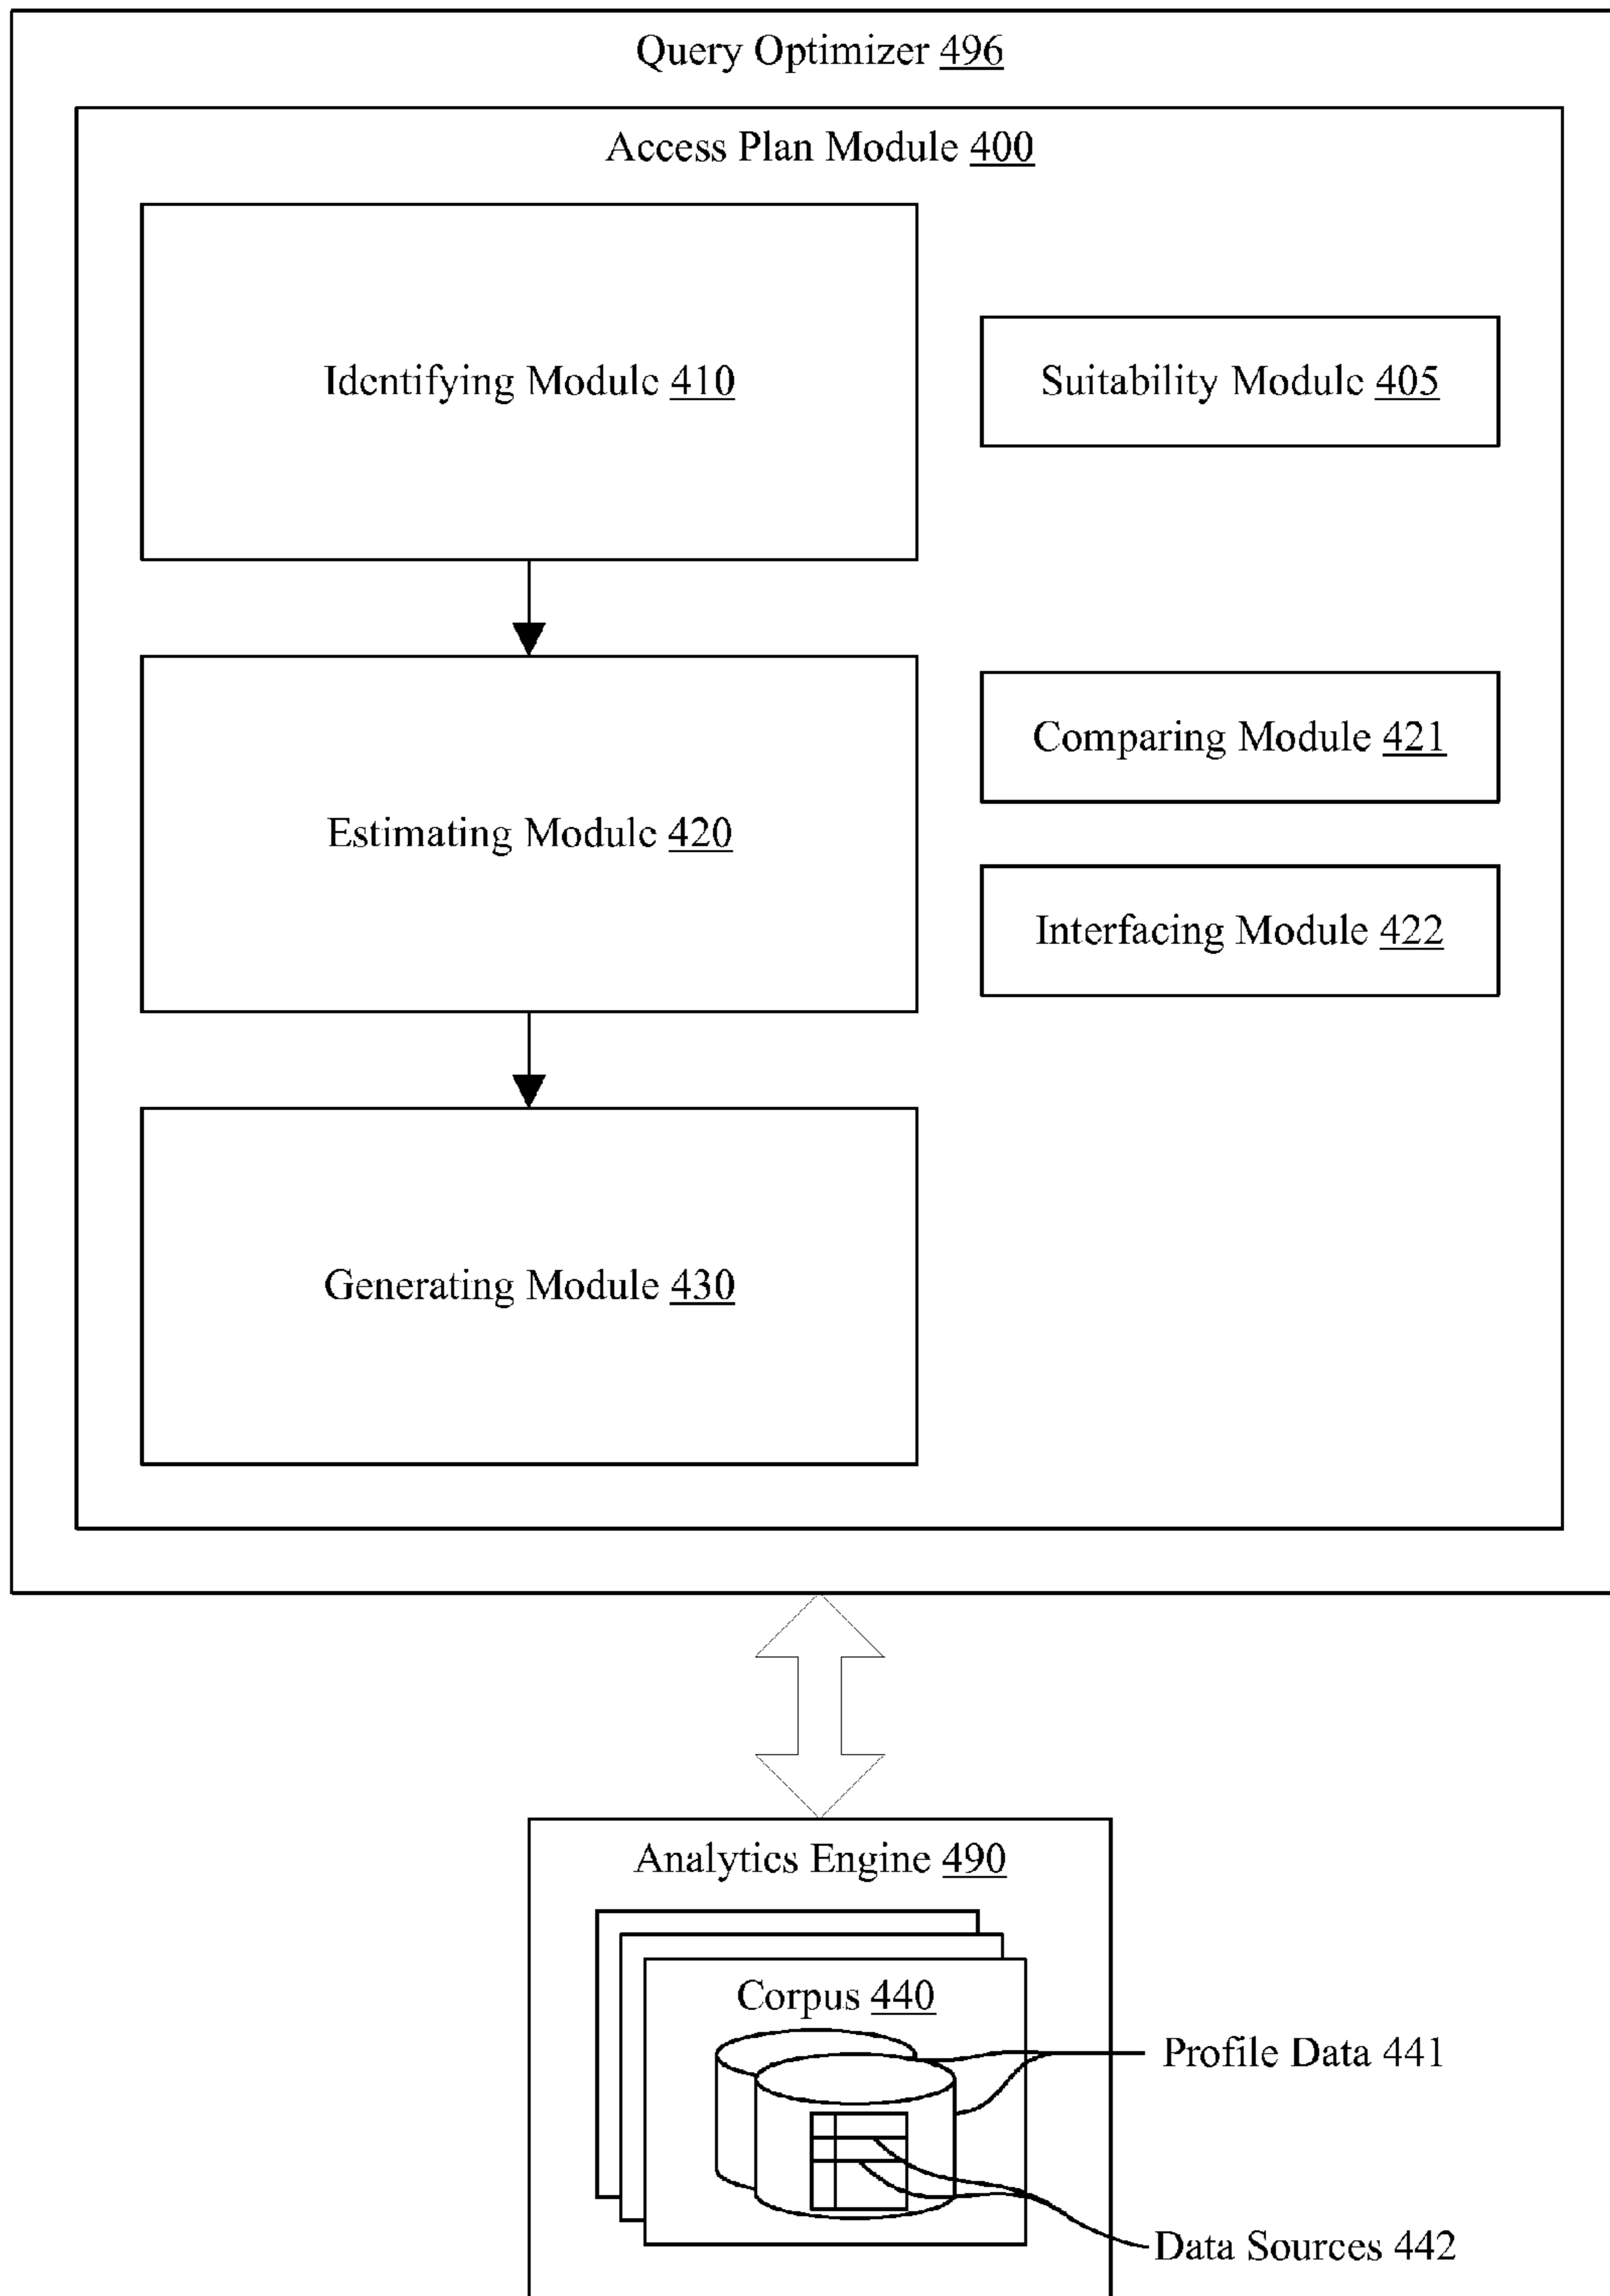 Query Optimizer 496
Access Plan Module 400
Identifying Module 410
Suitability Module 405
Estimating Module 420
Comparing Module 421
Interfacing Module 422
Generating Module 430
Analytics Engine 490
Corpus 440
Profile Data 441
Data Sources 442